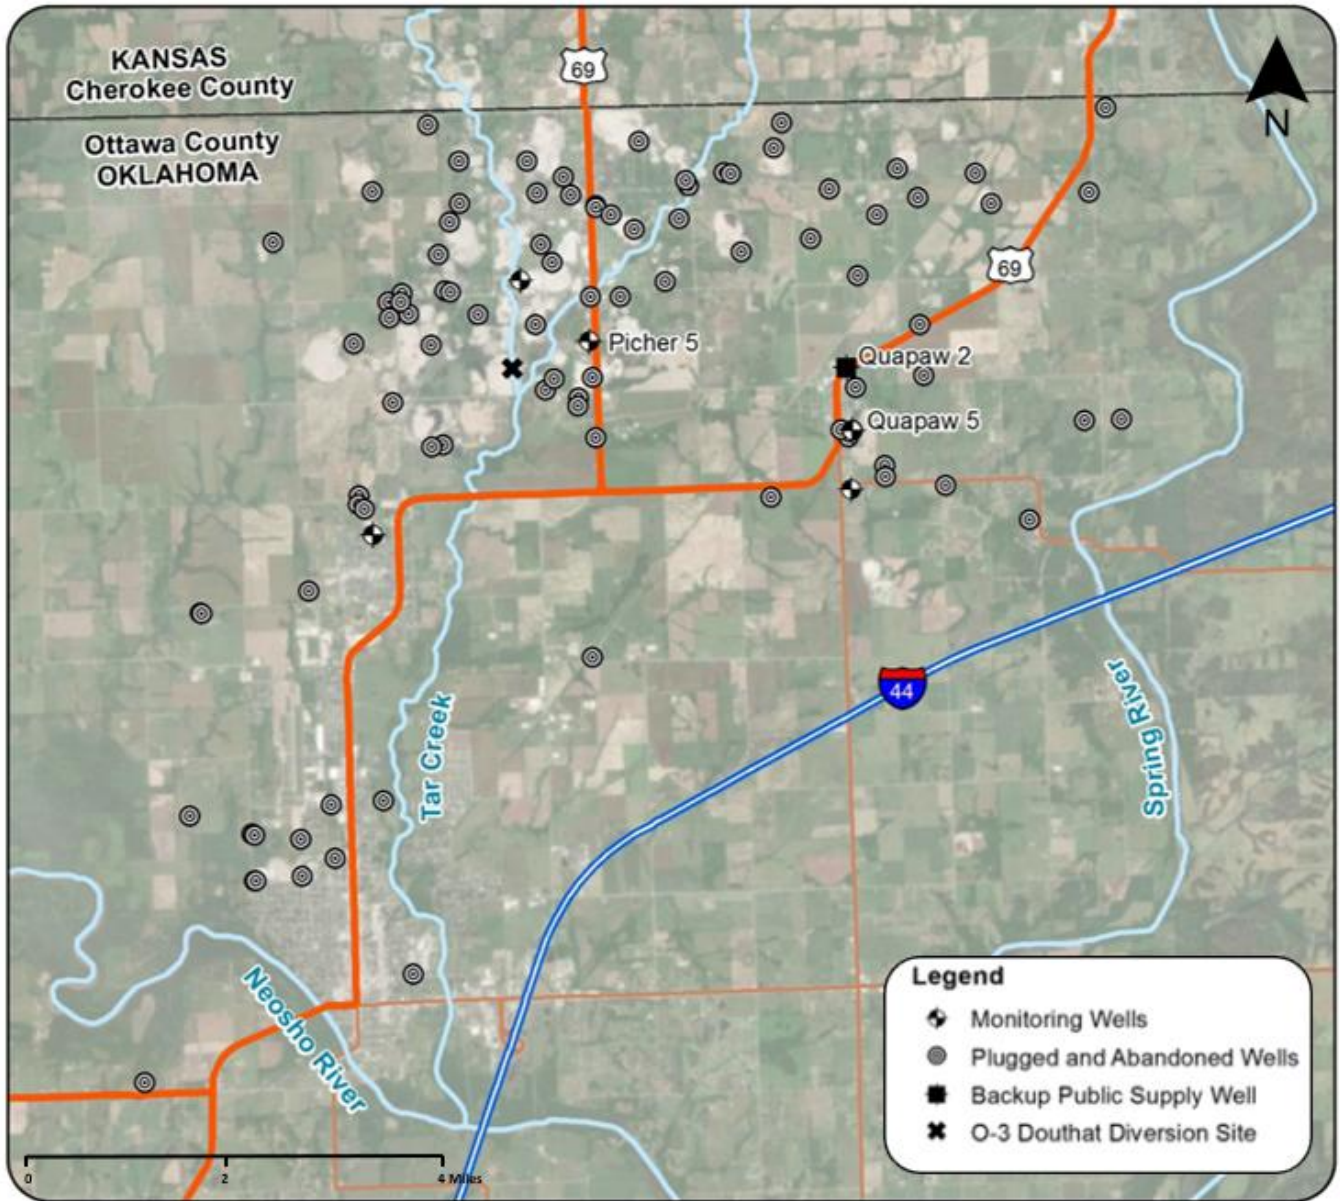 KANSAS
Cherokee County
69
N
Ottawa County
OKLAHOMA
69
Picher 5
Quapaw 2
Quapaw 5
44
Tar Creek
Spring River
Neosho River
Legend
Monitoring Wells
Plugged and Abandoned Wells
Backup Public Supply Well
O-3 Douthat Diversion Site
0 2 4 Miles